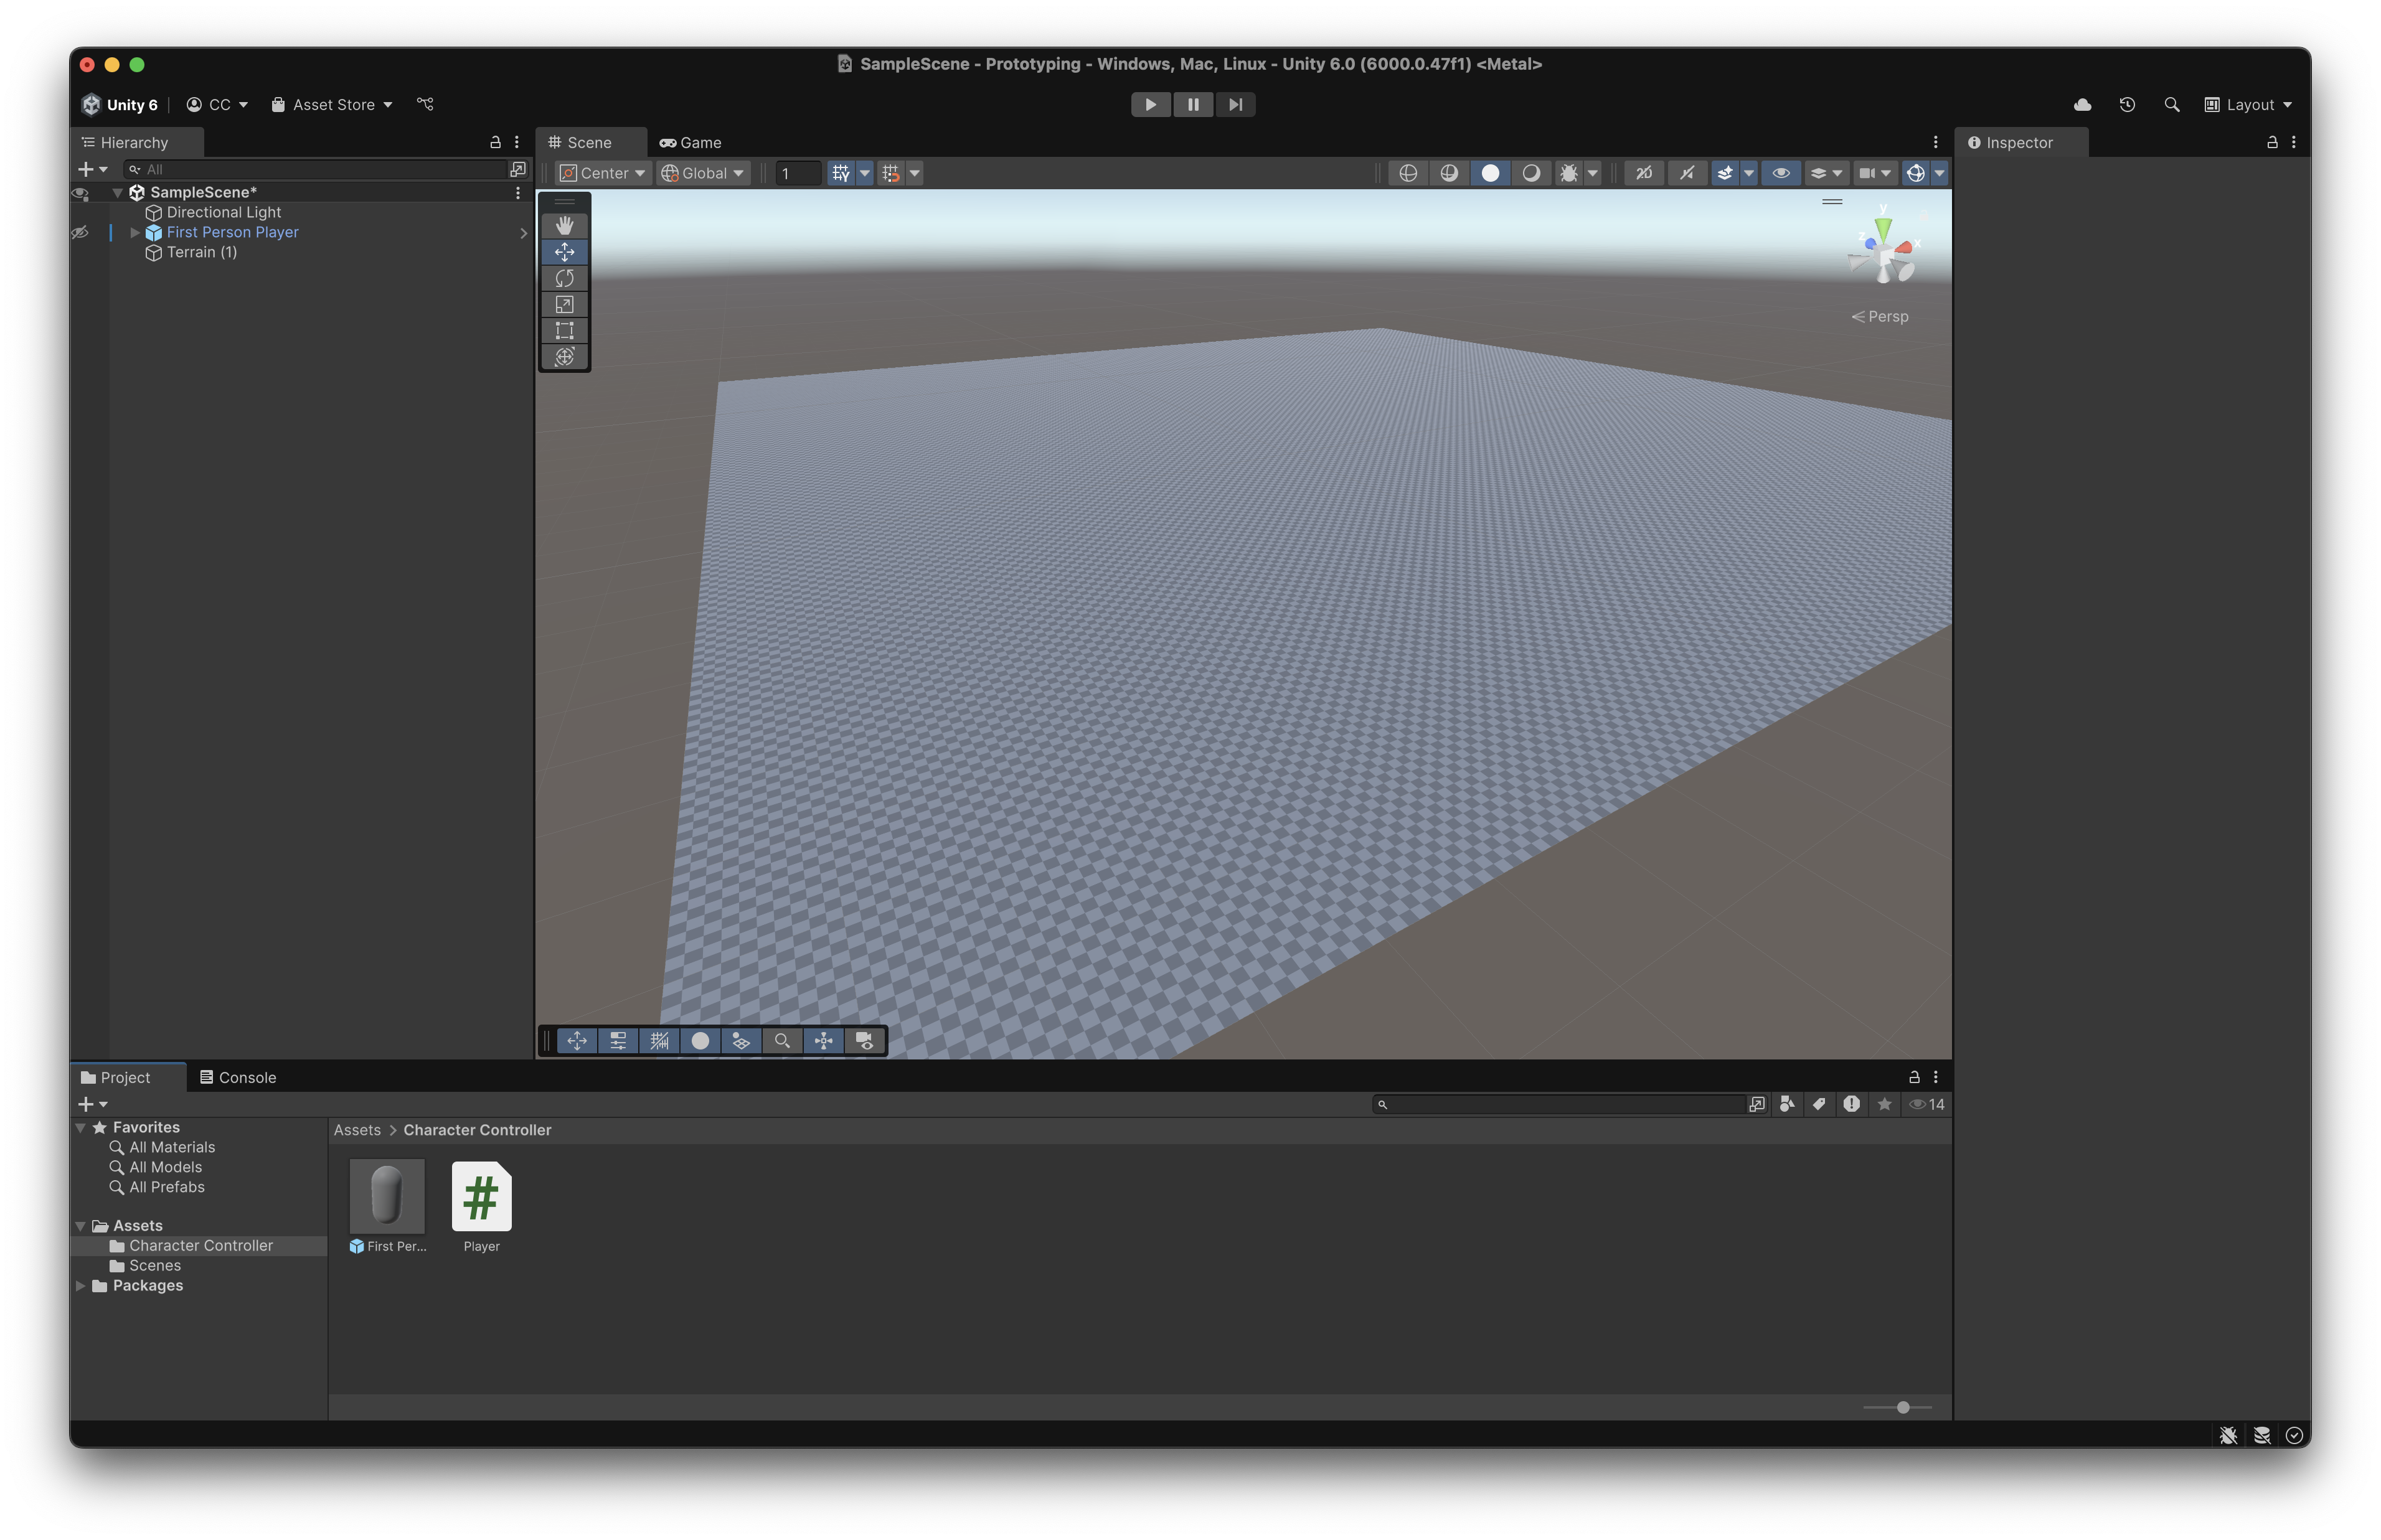 SampleScene - Prototyping - Windows, Mac, Linux - Unity 6.0 (6000.0.47f1) <Metal>
Unity 6 CC Asset Store Layout
Hierarchy
All
SampleScene*
Directional Light
First Person Player
Terrain (1)
Scene Game
Center Global 1 2D
y
z
x
Persp
Inspector
Project Console
14
Favorites
All Materials
All Models
All Prefabs
Assets
Character Controller
Scenes
Packages
Assets > Character Controller
First Per...
Player